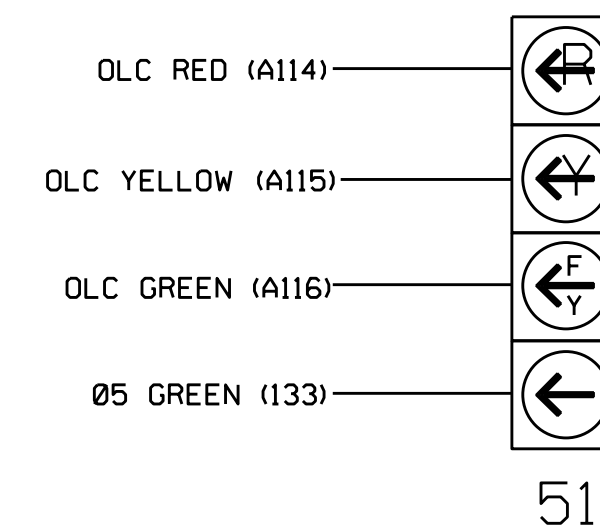 OLC RED (A114)
R
OLC YELLOW (A115)
Y
OLC GREEN (A116)
F
Y
Ø5 GREEN (133)
51